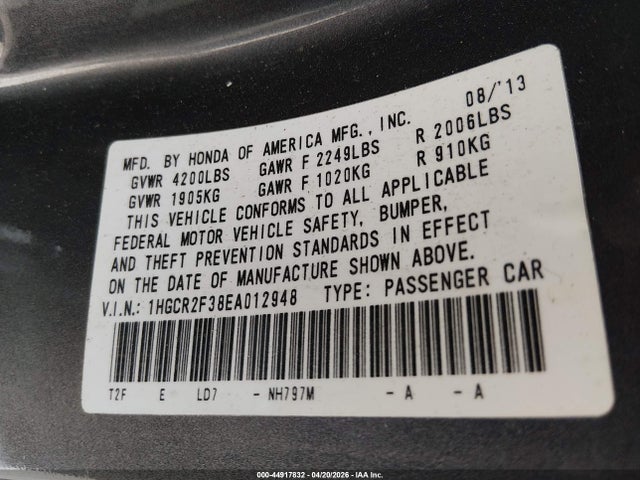 08/'13
MFD. BY HONDA OF AMERICA MFG., INC.
GVWR 4200LBS GAWR F 2249LBS R 2006LBS
GVWR 1905KG GAWR F 1020KG R 910KG
THIS VEHICLE CONFORMS TO ALL APPLICABLE
FEDERAL MOTOR VEHICLE SAFETY, BUMPER,
AND THEFT PREVENTION STANDARDS IN EFFECT
ON THE DATE OF MANUFACTURE SHOWN ABOVE.
V.I.N.: 1HGCR2F38EA012948 TYPE: PASSENGER CAR
T2F E LD7 - NH797M - A - A
000-44917832 - 04/20/2026 - IAA Inc.